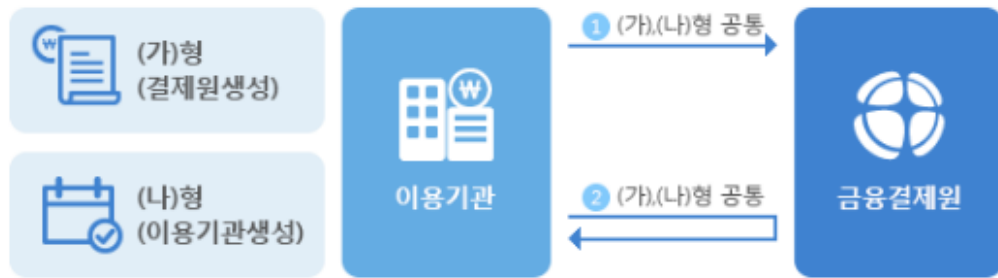 (가)형
(결제원생성)
(나)형
(이용기관생성)
₩
₩
이용기관
1 (가),(나)형 공통
2 (가),(나)형 공통
금융결제원